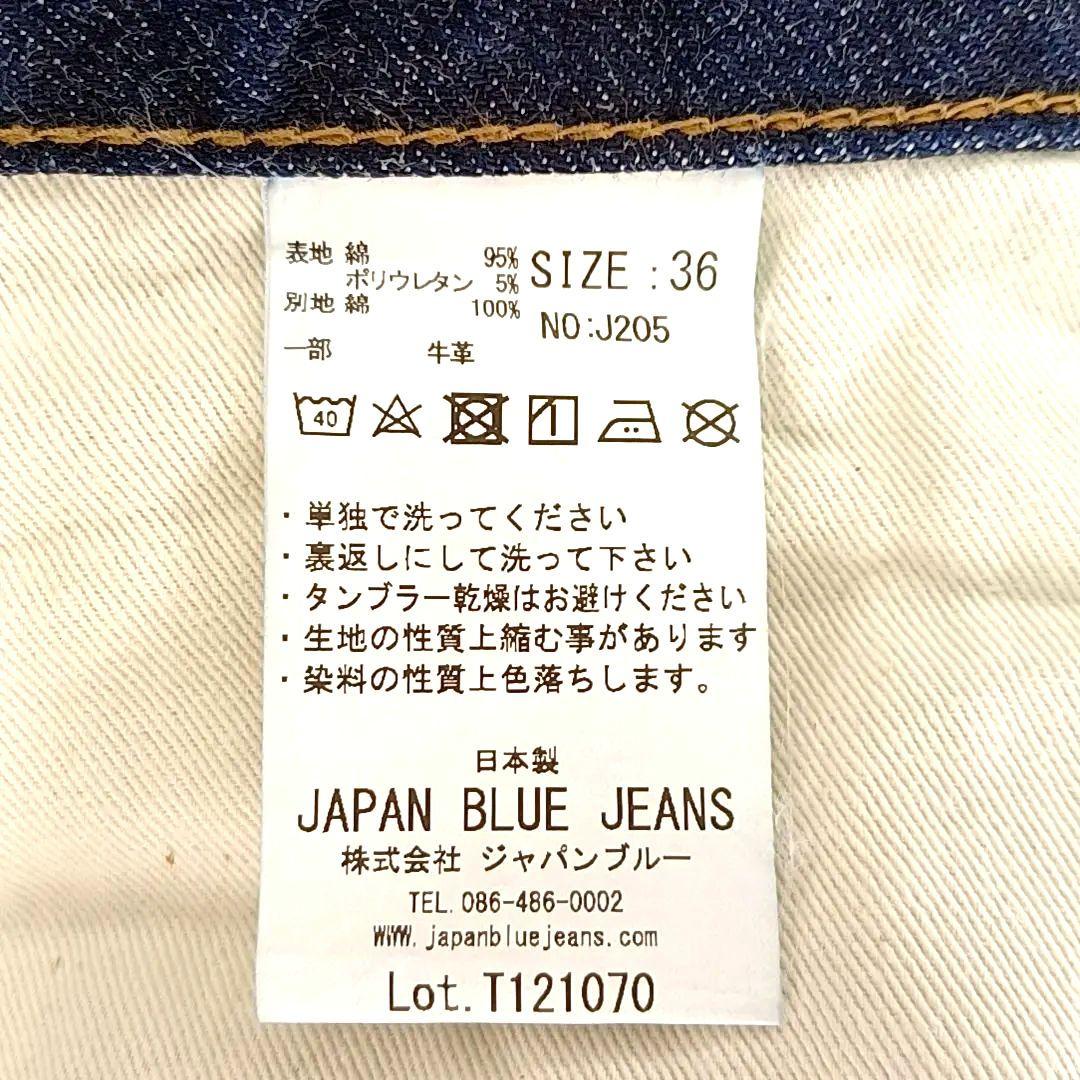 表地 綿 95%
ポリウレタン 5%
別地 綿 100%
一部 牛革
SIZE : 36
NO:J205
40
・単独で洗ってください
・裏返しにして洗って下さい
・タンブラー乾燥はお避けください
・生地の性質上縮む事があります
・染料の性質上色落ちします。
日本製
JAPAN BLUE JEANS
株式会社 ジャパンブルー
TEL. 086-486-0002
WWW. japanbluejeans.com
Lot. T121070